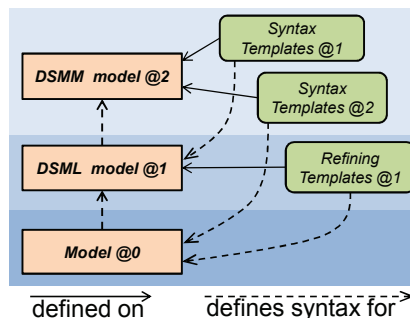 Syntax
Templates @1
DSMM model @2
Syntax
Templates @2
DSML model @1
Refining
Templates @1
Model @0
defined on
defines syntax for